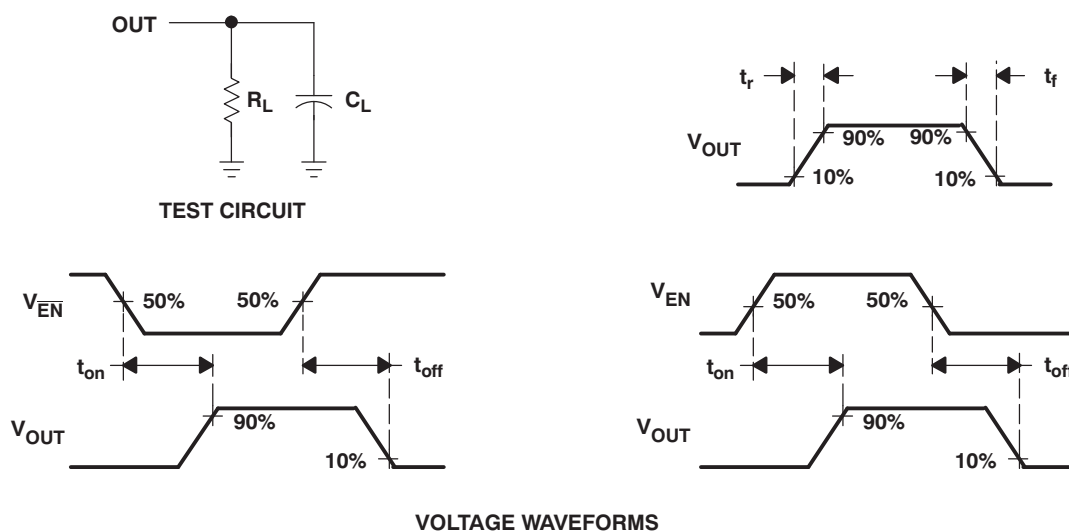 OUT
RL
CL
TEST CIRCUIT
tr
tf
VOUT
90%
90%
10%
10%
VEN
50%
50%
ton
toff
VOUT
90%
10%
VEN
50%
50%
ton
toff
VOUT
90%
10%
VOLTAGE WAVEFORMS